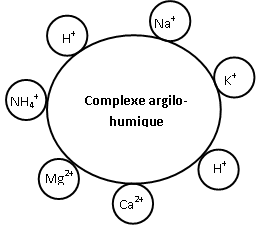 Na⁺
H⁺
K⁺
NH₄⁺
Complexe argilo-
humique
H⁺
Mg²⁺
Ca²⁺